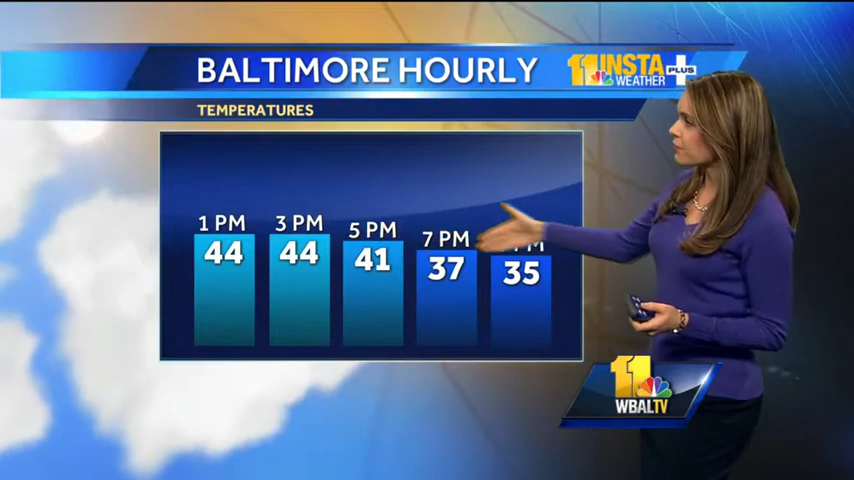 BALTIMORE HOURLY
11 INSTA PLUS
WEATHER
TEMPERATURES
1 PM 3 PM 5 PM 7 PM PM
44 44 41 37 35
11
WBALTV